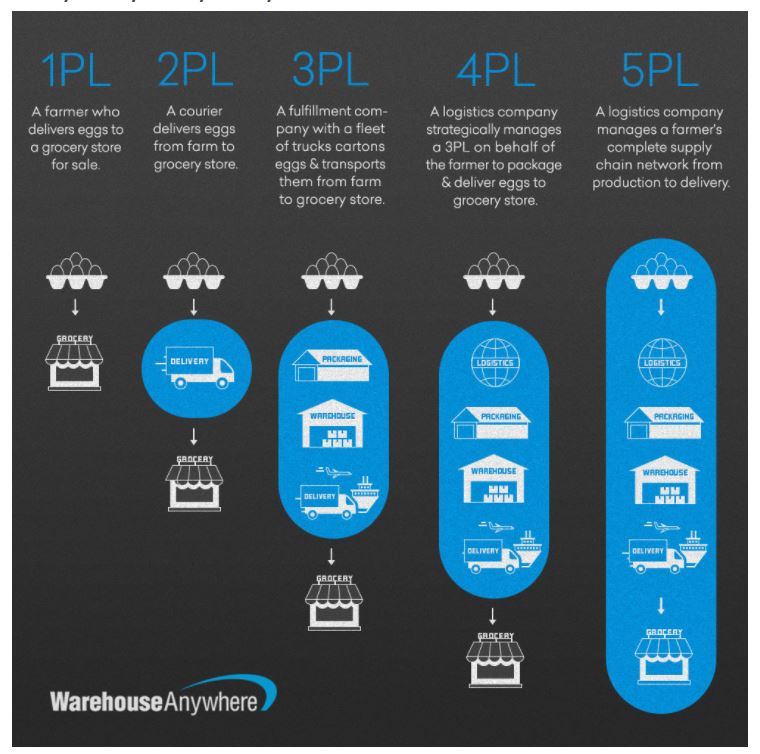 1PL
A farmer who
delivers eggs to
a grocery store
for sale.
2PL
A courier
delivers eggs
from farm to
grocery store.
3PL
A fulfillment com-
pany with a fleet
of trucks cartons
eggs & transports
them from farm
to grocery store.
4PL
A logistics company
strategically manages
a 3PL on behalf of
the farmer to package
& deliver eggs to
grocery store.
5PL
A logistics company
manages a farmer's
complete supply
chain network from
production to delivery.
GROCERY
DELIVERY
GROCERY
PACKAGING
WAREHOUSE
DELIVERY
GROCERY
LOGISTICS
PACKAGING
WAREHOUSE
DELIVERY
GROCERY
LOGISTICS
PACKAGING
WAREHOUSE
DELIVERY
GROCERY
WarehouseAnywhere